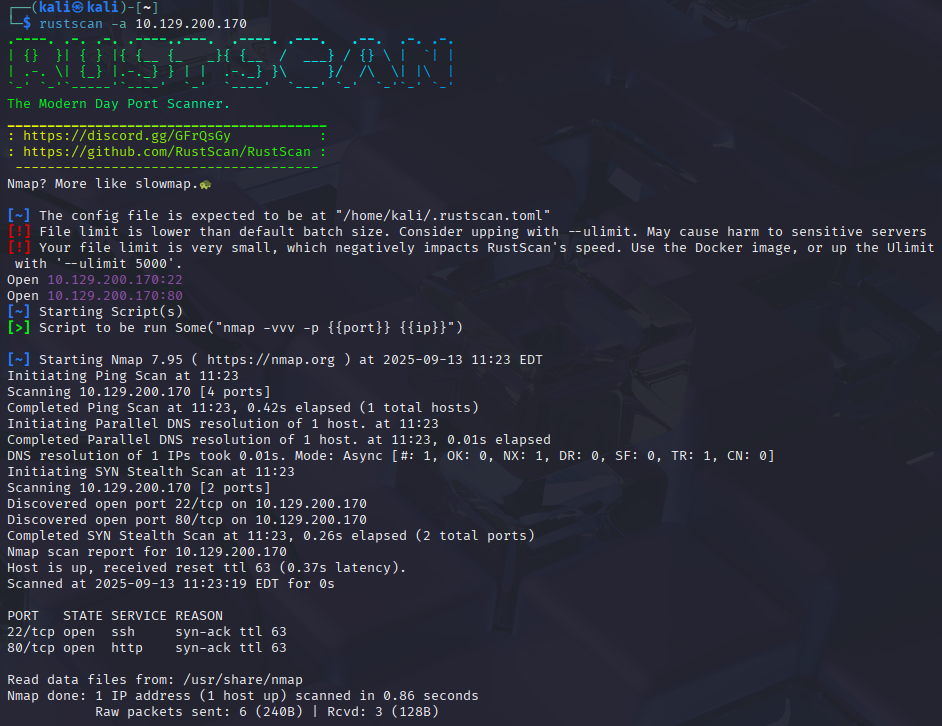 ┌──(kali㉿kali)-[~]
└─$ rustscan -a 10.129.200.170
.----. .-. .-. .----..---.  .----. .---.   .--.  .-. .-.
| {}  }| { } |{ {__ {_   _}{ {__  /  ___} / {} \ |  `| |
| .-. \| {_} |.-._} } | |  .-._} }\     }/  /\  \| |\  |
`-' `-'`-----'`----'  `-'  `----'  `---' `-'  `-'`-' `-'
The Modern Day Port Scanner.
________________________________________
: https://discord.gg/GFrQsGy           :
: https://github.com/RustScan/RustScan :
 --------------------------------------
Nmap? More like slowmap.🐢

[~] The config file is expected to be at "/home/kali/.rustscan.toml"
[!] File limit is lower than default batch size. Consider upping with --ulimit. May cause harm to sensitive servers
[!] Your file limit is very small, which negatively impacts RustScan's speed. Use the Docker image, or up the Ulimit
 with '--ulimit 5000'.
Open 10.129.200.170:22
Open 10.129.200.170:80
[~] Starting Script(s)
[>] Script to be run Some("nmap -vvv -p {{port}} {{ip}}")

[~] Starting Nmap 7.95 ( https://nmap.org ) at 2025-09-13 11:23 EDT
Initiating Ping Scan at 11:23
Scanning 10.129.200.170 [4 ports]
Completed Ping Scan at 11:23, 0.42s elapsed (1 total hosts)
Initiating Parallel DNS resolution of 1 host. at 11:23
Completed Parallel DNS resolution of 1 host. at 11:23, 0.01s elapsed
DNS resolution of 1 IPs took 0.01s. Mode: Async [#: 1, OK: 0, NX: 1, DR: 0, SF: 0, TR: 1, CN: 0]
Initiating SYN Stealth Scan at 11:23
Scanning 10.129.200.170 [2 ports]
Discovered open port 22/tcp on 10.129.200.170
Discovered open port 80/tcp on 10.129.200.170
Completed SYN Stealth Scan at 11:23, 0.26s elapsed (2 total ports)
Nmap scan report for 10.129.200.170
Host is up, received reset ttl 63 (0.37s latency).
Scanned at 2025-09-13 11:23:19 EDT for 0s

PORT   STATE SERVICE REASON
22/tcp open  ssh     syn-ack ttl 63
80/tcp open  http    syn-ack ttl 63

Read data files from: /usr/share/nmap
Nmap done: 1 IP address (1 host up) scanned in 0.86 seconds
           Raw packets sent: 6 (240B) | Rcvd: 3 (128B)